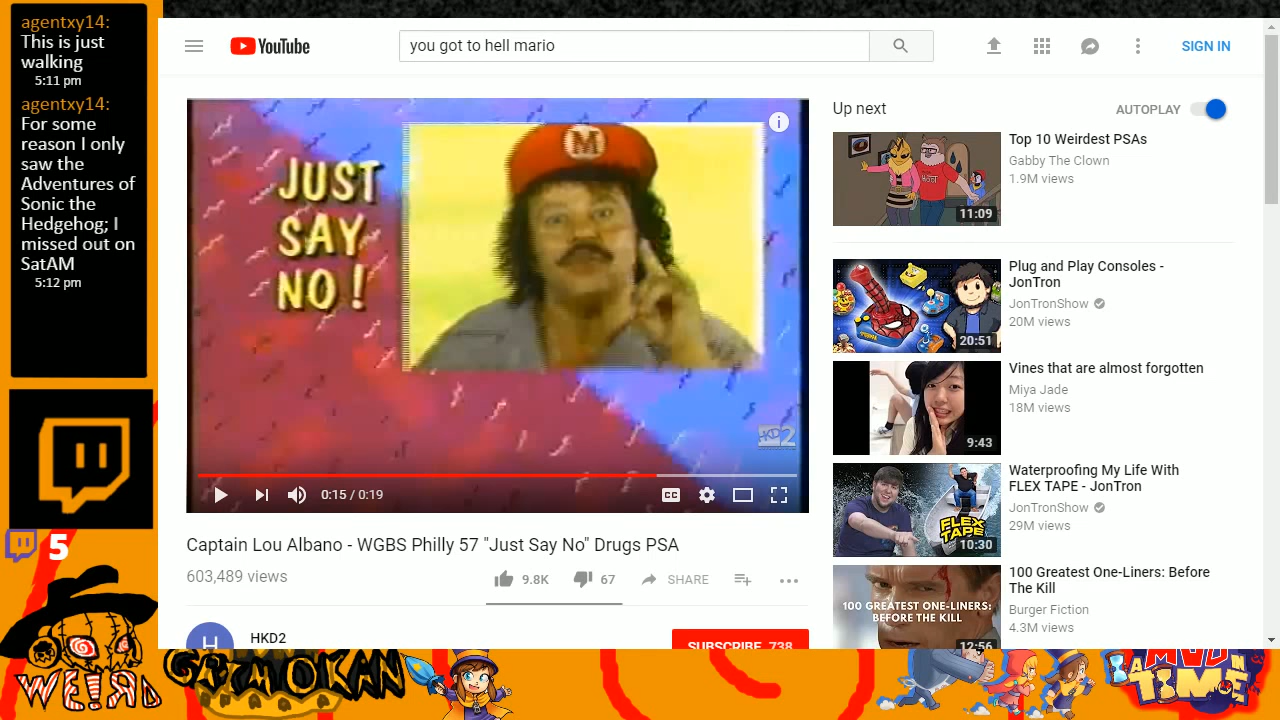 agentxy14:
This is just
walking
5:11 pm
agentxy14:
For some
reason I only
saw the
Adventures of
Sonic the
Hedgehog; I
missed out on
SatAM
5:12 pm
5
WEIRD
YouTube
you got to hell mario
SIGN IN
JUST
SAY
NO!
M
0:15 / 0:19
CC
Captain Lou Albano - WGBS Philly 57 "Just Say No" Drugs PSA
603,489 views
9.8K
67
SHARE
H
HKD2
SUBSCRIBE 738
Up next
AUTOPLAY
11:09
Top 10 Weirdest PSAs
Gabby The Clown
1.9M views
20:51
Plug and Play Consoles -
JonTron
JonTronShow
20M views
9:43
Vines that are almost forgotten
Miya Jade
18M views
FLEX
TAPE
10:30
Waterproofing My Life With
FLEX TAPE - JonTron
JonTronShow
29M views
100 GREATEST ONE-LINERS:
BEFORE THE KILL
12:56
100 Greatest One-Liners: Before
The Kill
Burger Fiction
4.3M views
TIME